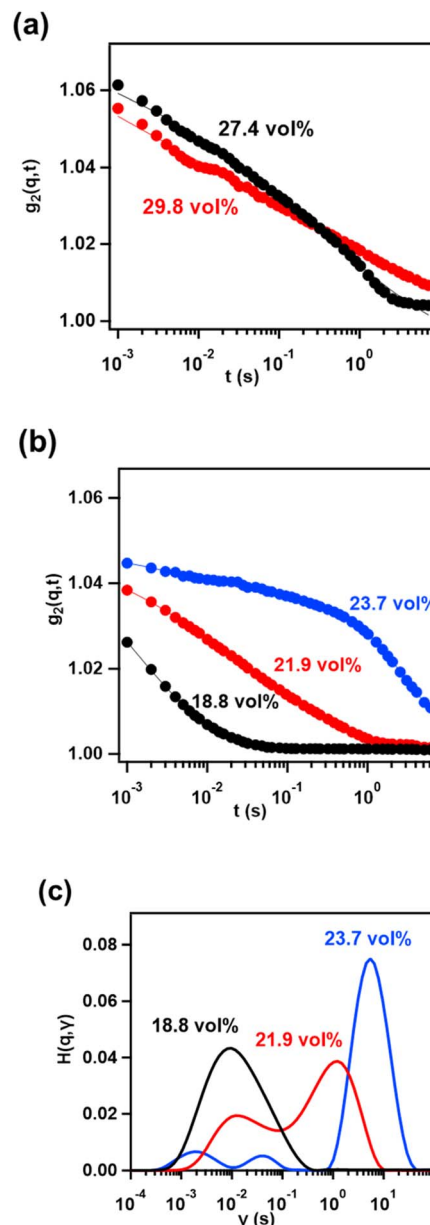 (a)
1.06
1.04
1.02
1.00
g₂(q,t)
27.4 vol%
29.8 vol%
10⁻³
10⁻²
10⁻¹
10⁰
t (s)
(b)
1.06
1.04
1.02
1.00
g₂(q,t)
23.7 vol%
21.9 vol%
18.8 vol%
10⁻³
10⁻²
10⁻¹
10⁰
t (s)
(c)
23.7 vol%
0.08
0.06
0.04
0.02
0.00
H(q,γ)
18.8 vol%
21.9 vol%
10⁻⁴
10⁻³
10⁻²
10⁻¹
10⁰
10¹
γ (s)